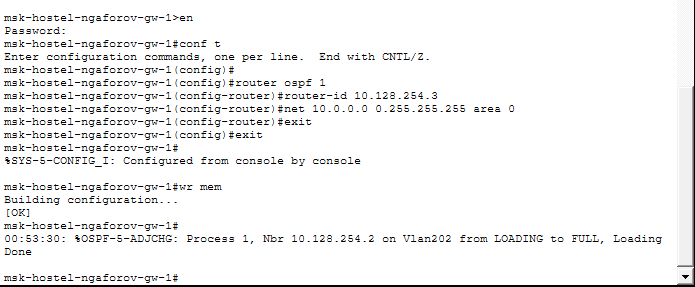 msk-hostel-ngaforov-gw-1>en
Password:
msk-hostel-ngaforov-gw-1#conf t
Enter configuration commands, one per line.  End with CNTL/Z.
msk-hostel-ngaforov-gw-1(config)#
msk-hostel-ngaforov-gw-1(config)#router ospf 1
msk-hostel-ngaforov-gw-1(config-router)#router-id 10.128.254.3
msk-hostel-ngaforov-gw-1(config-router)#net 10.0.0.0 0.255.255.255 area 0
msk-hostel-ngaforov-gw-1(config-router)#exit
msk-hostel-ngaforov-gw-1(config)#exit
msk-hostel-ngaforov-gw-1#
%SYS-5-CONFIG_I: Configured from console by console
msk-hostel-ngaforov-gw-1#wr mem
Building configuration...
[OK]
msk-hostel-ngaforov-gw-1#
00:53:30: %OSPF-5-ADJCHG: Process 1, Nbr 10.128.254.2 on Vlan202 from LOADING to FULL, Loading
Done
msk-hostel-ngaforov-gw-1#